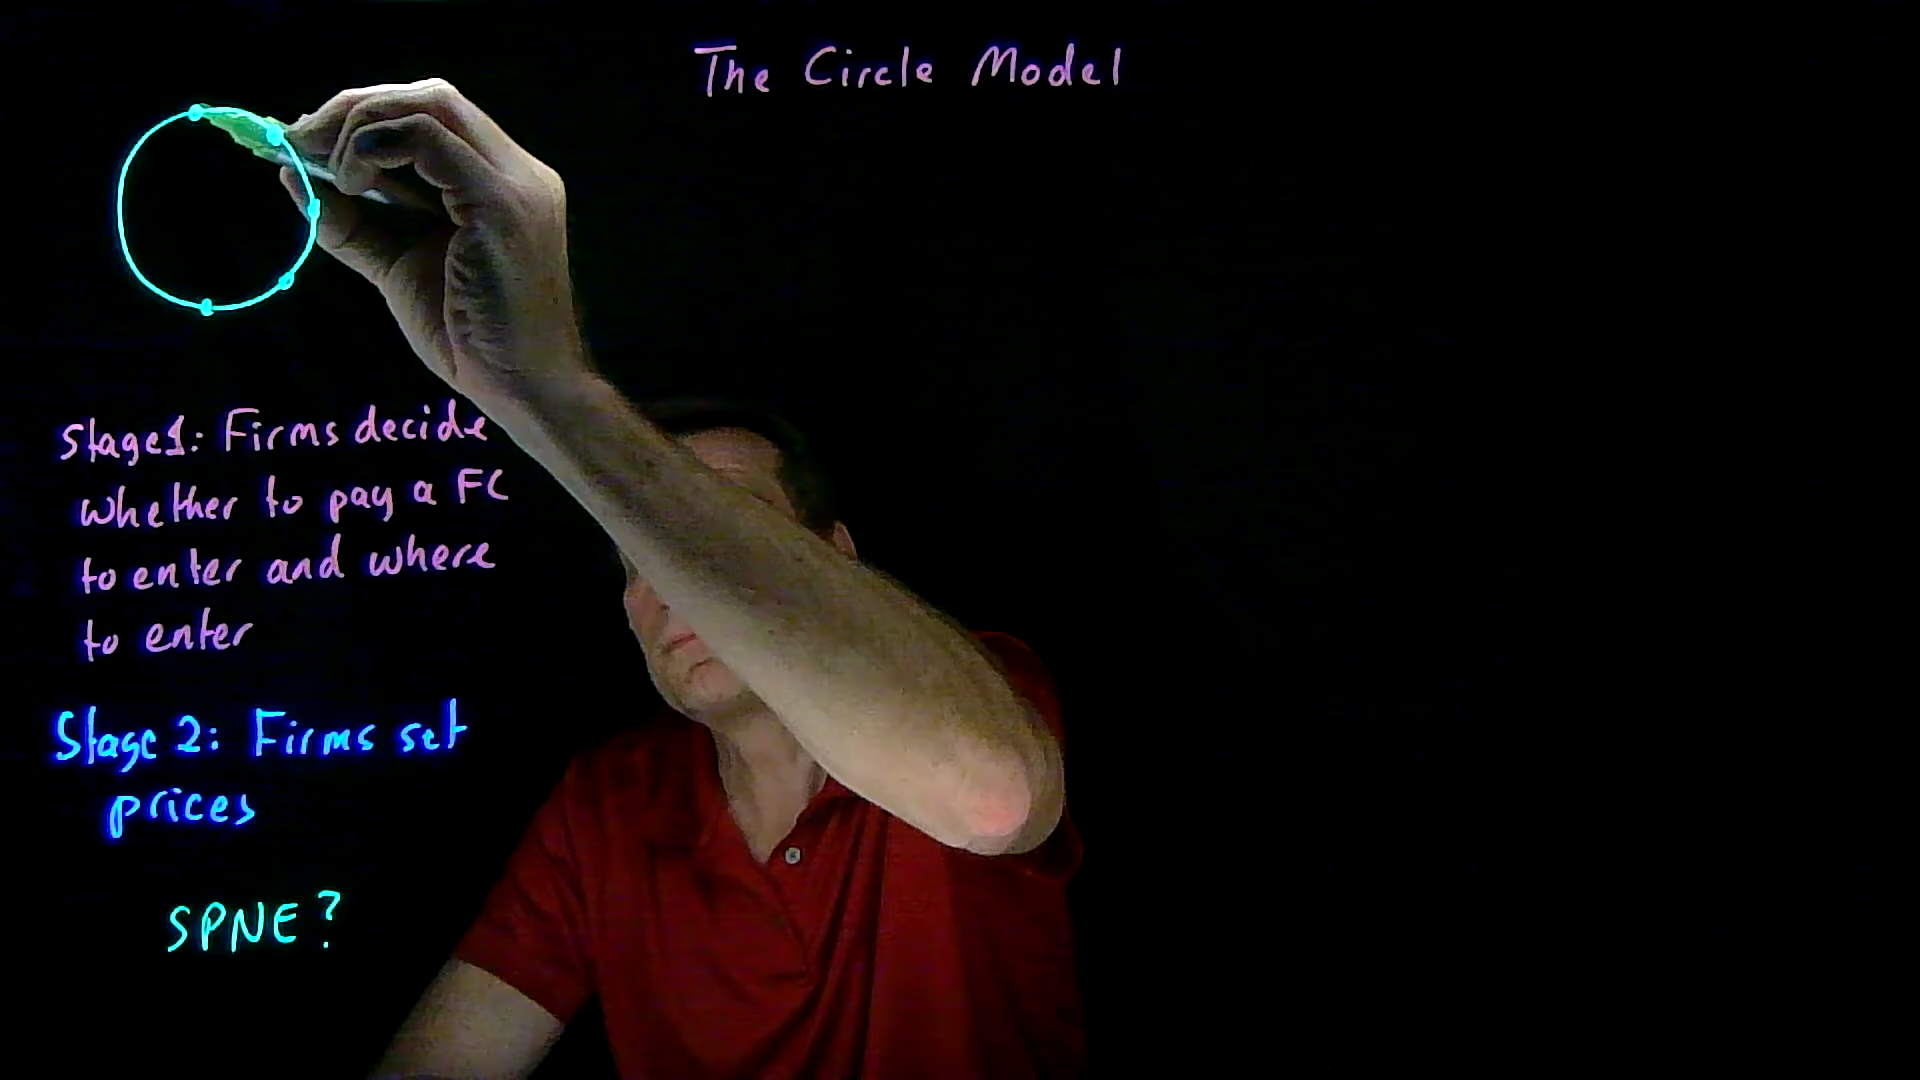 The Circle Model
Stage1: Firms decide
whether to pay a FC
to enter and where
to enter
Stage 2: Firms set
prices
SPNE?